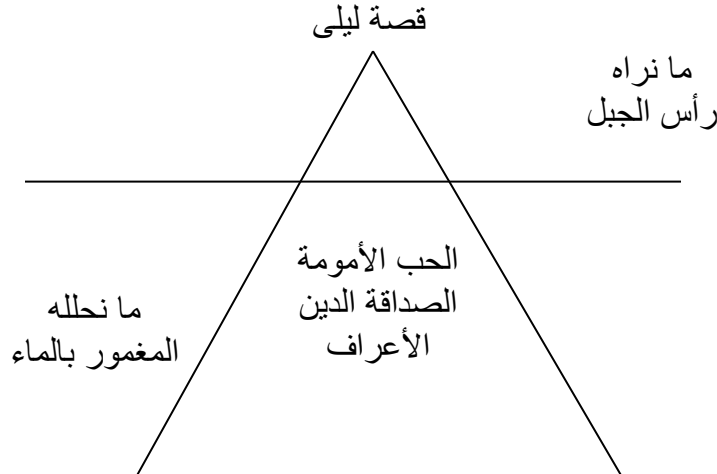 قصة ليلى
ما نراه
رأس الجبل
الحب الأمومة
الصداقة الدين
الأعراف
ما نحلله
المغمور بالماء